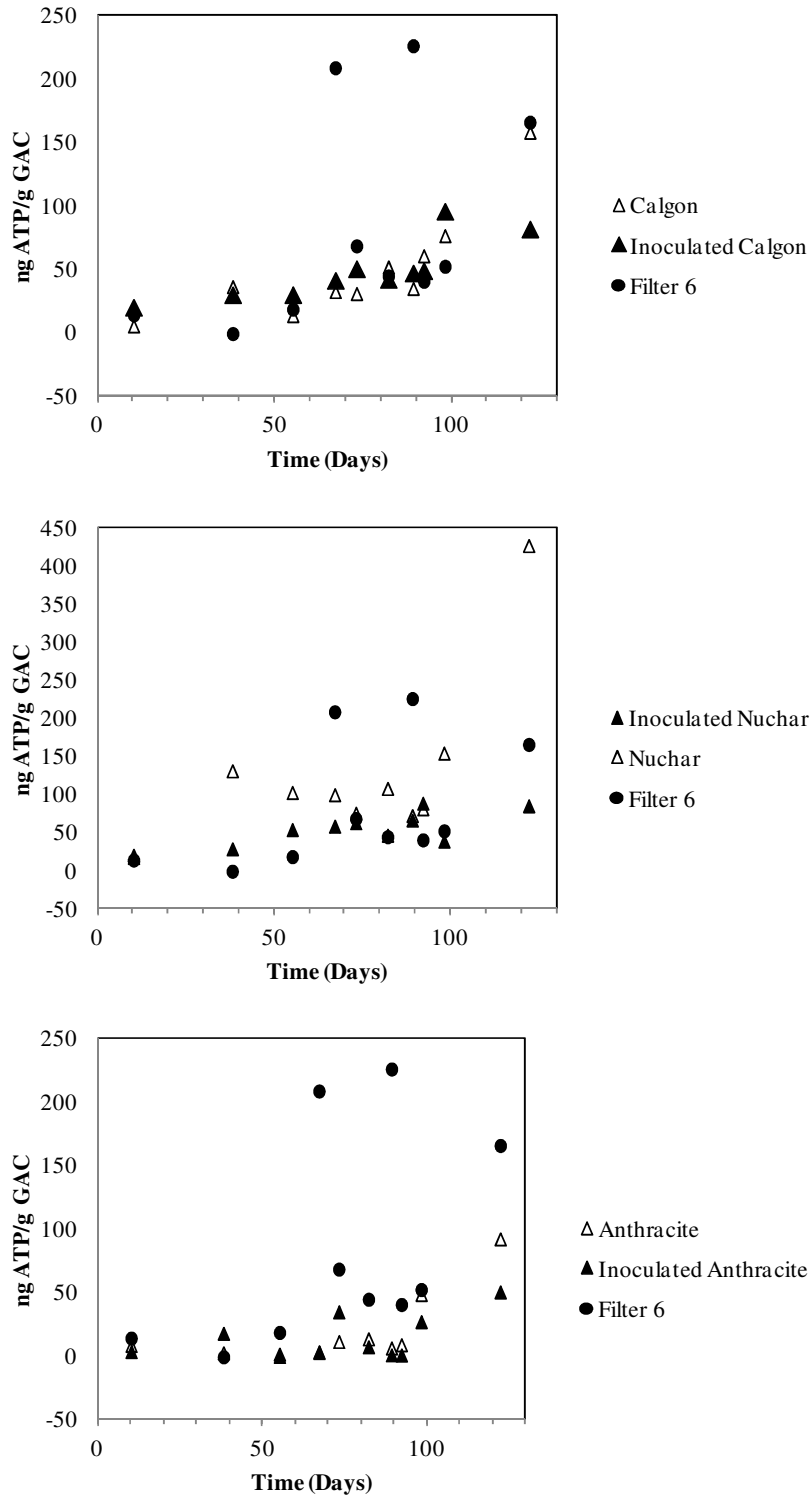 250
200
150
100
50
0
-50
ng ATP/g GAC
0 50 100
Time (Days)
Calgon
Inoculated Calgon
Filter 6
450
400
350
300
250
200
150
100
50
0
-50
ng ATP/g GAC
0 50 100
Time (Days)
Inoculated Nuchar
Nuchar
Filter 6
250
200
150
100
50
0
-50
ng ATP/g GAC
0 50 100
Time (Days)
Anthracite
Inoculated Anthracite
Filter 6